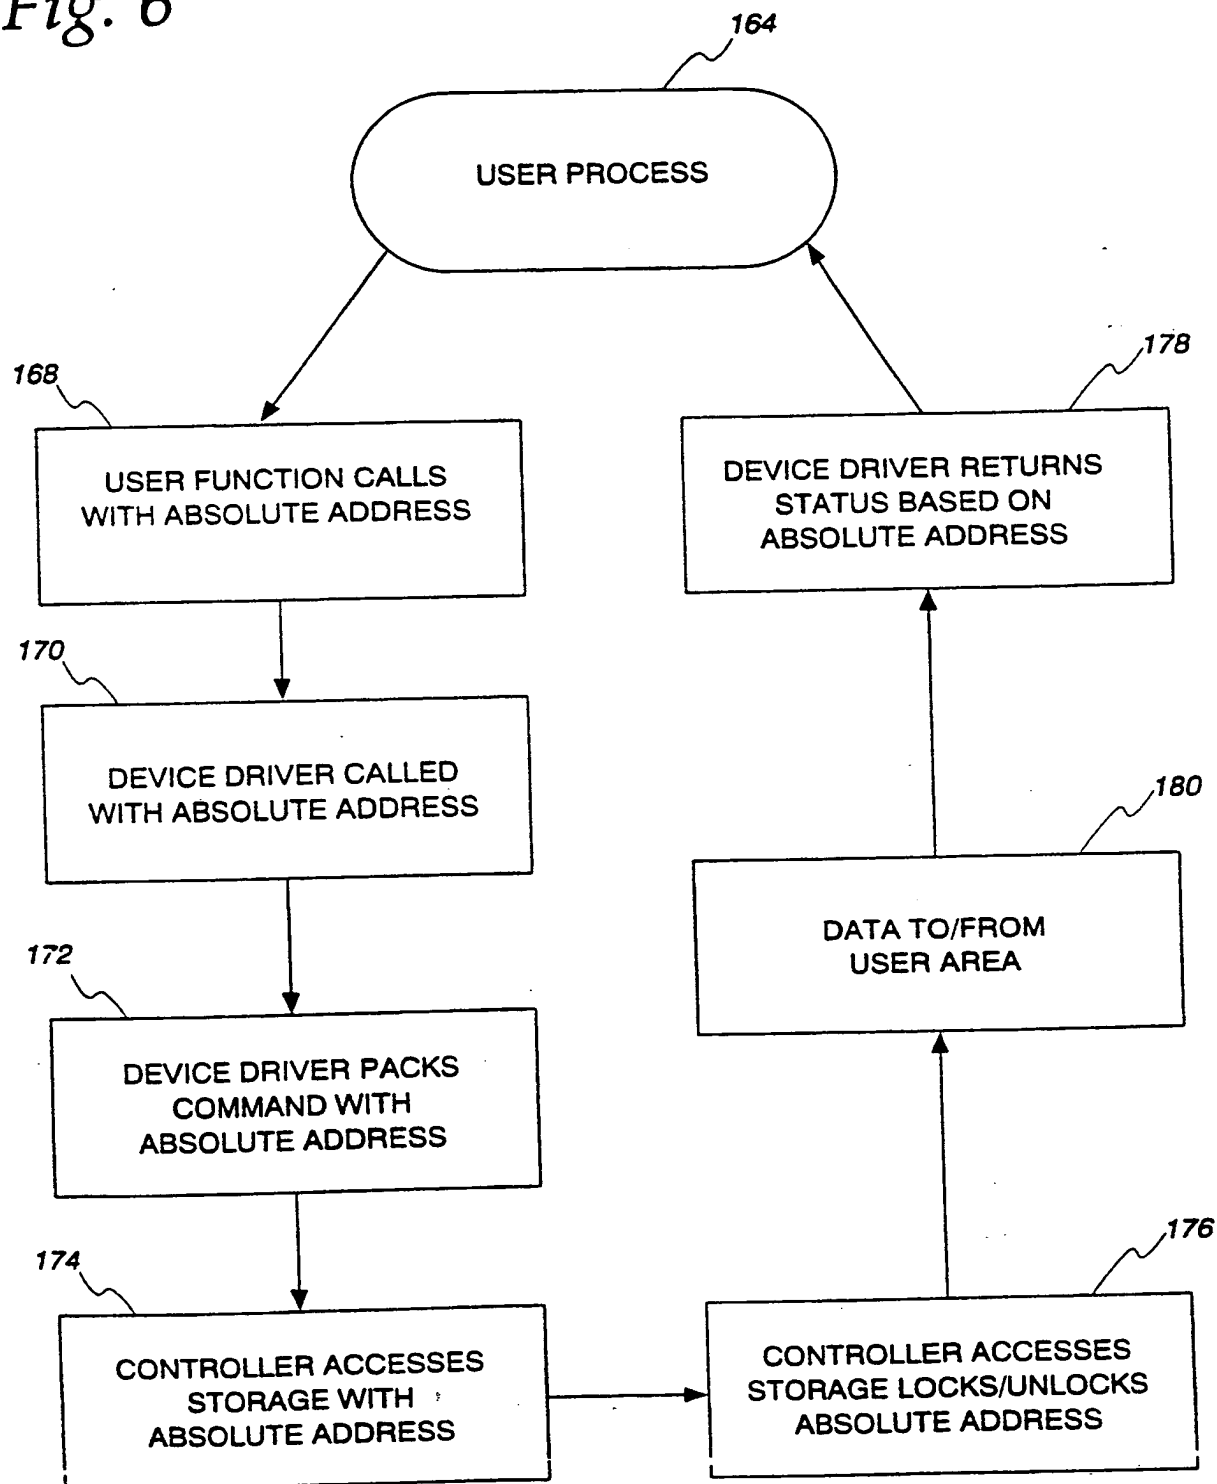 Fig. 6
164
USER PROCESS
168
USER FUNCTION CALLS
WITH ABSOLUTE ADDRESS
178
DEVICE DRIVER RETURNS
STATUS BASED ON
ABSOLUTE ADDRESS
170
DEVICE DRIVER CALLED
WITH ABSOLUTE ADDRESS
180
DATA TO/FROM
USER AREA
172
DEVICE DRIVER PACKS
COMMAND WITH
ABSOLUTE ADDRESS
174
CONTROLLER ACCESSES
STORAGE WITH
ABSOLUTE ADDRESS
176
CONTROLLER ACCESSES
STORAGE LOCKS/UNLOCKS
ABSOLUTE ADDRESS